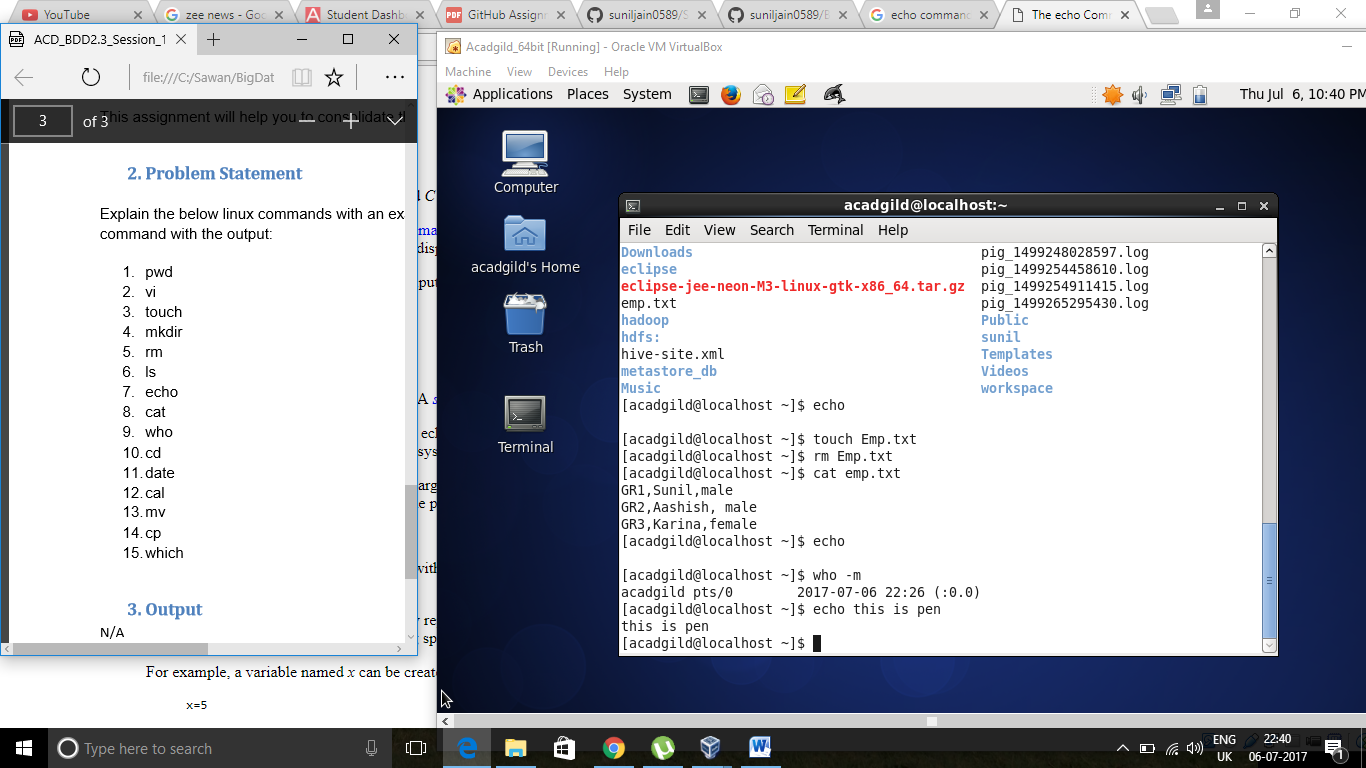 YouTube
zee news - Goo
Student Dashb
GitHub Assignm
suniljain0589/S
suniljain0589/B
echo command
The echo Com
ACD_BDD2.3_Session_1
file:///C:/Sawan/BigDat
3 of 3
This assignment will help you to consolidate t
2. Problem Statement
Explain the below linux commands with an ex
command with the output:
1. pwd
2. vi
3. touch
4. mkdir
5. rm
6. ls
7. echo
8. cat
9. who
10. cd
11. date
12. cal
13. mv
14. cp
15. which
3. Output
N/A
For example, a variable named x can be create
x=5
Acadgild_64bit [Running] - Oracle VM VirtualBox
Machine View Devices Help
Applications Places System
Thu Jul 6, 10:40 PM
Computer
acadgild's Home
Trash
Terminal
acadgild@localhost:~
File Edit View Search Terminal Help
Downloads pig_1499248028597.log
eclipse pig_1499254458610.log
eclipse-jee-neon-M3-linux-gtk-x86_64.tar.gz pig_1499254911415.log
emp.txt pig_1499265295430.log
hadoop Public
hdfs: sunil
hive-site.xml Templates
metastore_db Videos
Music workspace
[acadgild@localhost ~]$ echo
[acadgild@localhost ~]$ touch Emp.txt
[acadgild@localhost ~]$ rm Emp.txt
[acadgild@localhost ~]$ cat emp.txt
GR1,Sunil,male
GR2,Aashish, male
GR3,Karina,female
[acadgild@localhost ~]$ echo
[acadgild@localhost ~]$ who -m
acadgild pts/0 2017-07-06 22:26 (:0.0)
[acadgild@localhost ~]$ echo this is pen
this is pen
[acadgild@localhost ~]$
Type here to search
ENG
UK
22:40
06-07-2017
1